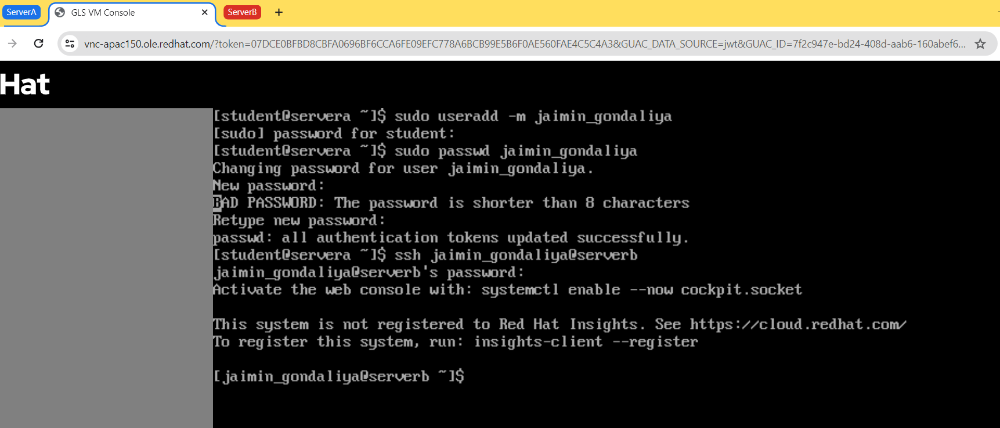 ServerA
GLS VM Console
ServerB
vnc-apac150.ole.redhat.com/?token=07DCE0BFBD8CBFA0696BF6CCA6FE09EFC778A6BCB99E5B6F0AE560FAE4C5C4A3&GUAC_DATA_SOURCE=jwt&GUAC_ID=7f2c947e-bd24-408d-aab6-160abef6...
Hat
[student@servera ~]$ sudo useradd -m jaimin_gondaliya
[sudo] password for student:
[student@servera ~]$ sudo passwd jaimin_gondaliya
Changing password for user jaimin_gondaliya.
New password:
BAD PASSWORD: The password is shorter than 8 characters
Retype new password:
passwd: all authentication tokens updated successfully.
[student@servera ~]$ ssh jaimin_gondaliya@serverb
jaimin_gondaliya@serverb's password:
Activate the web console with: systemctl enable --now cockpit.socket
This system is not registered to Red Hat Insights. See https://cloud.redhat.com/
To register this system, run: insights-client --register
[jaimin_gondaliya@serverb ~]$